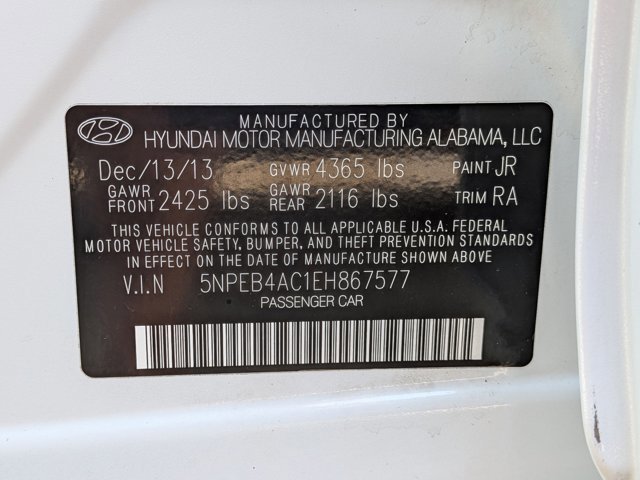 MANUFACTURED BY
HYUNDAI MOTOR MANUFACTURING ALABAMA, LLC
Dec/13/13 GVWR 4365 lbs PAINT JR
GAWR FRONT 2425 lbs GAWR REAR 2116 lbs TRIM RA
THIS VEHICLE CONFORMS TO ALL APPLICABLE U.S.A. FEDERAL
MOTOR VEHICLE SAFETY, BUMPER, AND THEFT PREVENTION STANDARDS
IN EFFECT ON THE DATE OF MANUFACTURE SHOWN ABOVE
V.I.N 5NPEB4AC1EH867577
PASSENGER CAR